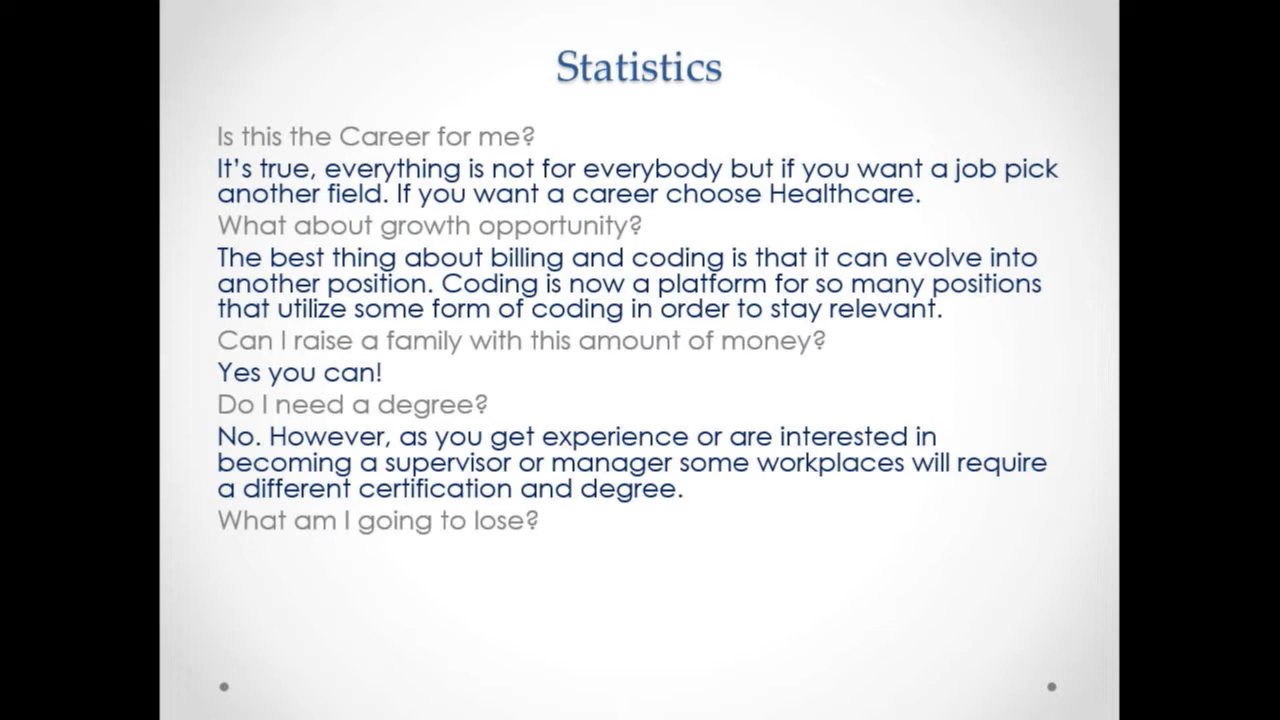 Statistics
Is this the Career for me?
It's true, everything is not for everybody but if you want a job pick
another field. If you want a career choose Healthcare.
What about growth opportunity?
The best thing about billing and coding is that it can evolve into
another position. Coding is now a platform for so many positions
that utilize some form of coding in order to stay relevant.
Can I raise a family with this amount of money?
Yes you can!
Do I need a degree?
No. However, as you get experience or are interested in
becoming a supervisor or manager some workplaces will require
a different certification and degree.
What am I going to lose?